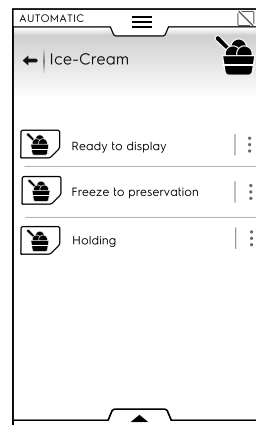 AUTOMATIC
Ice-Cream
Ready to display
Freeze to preservation
Holding